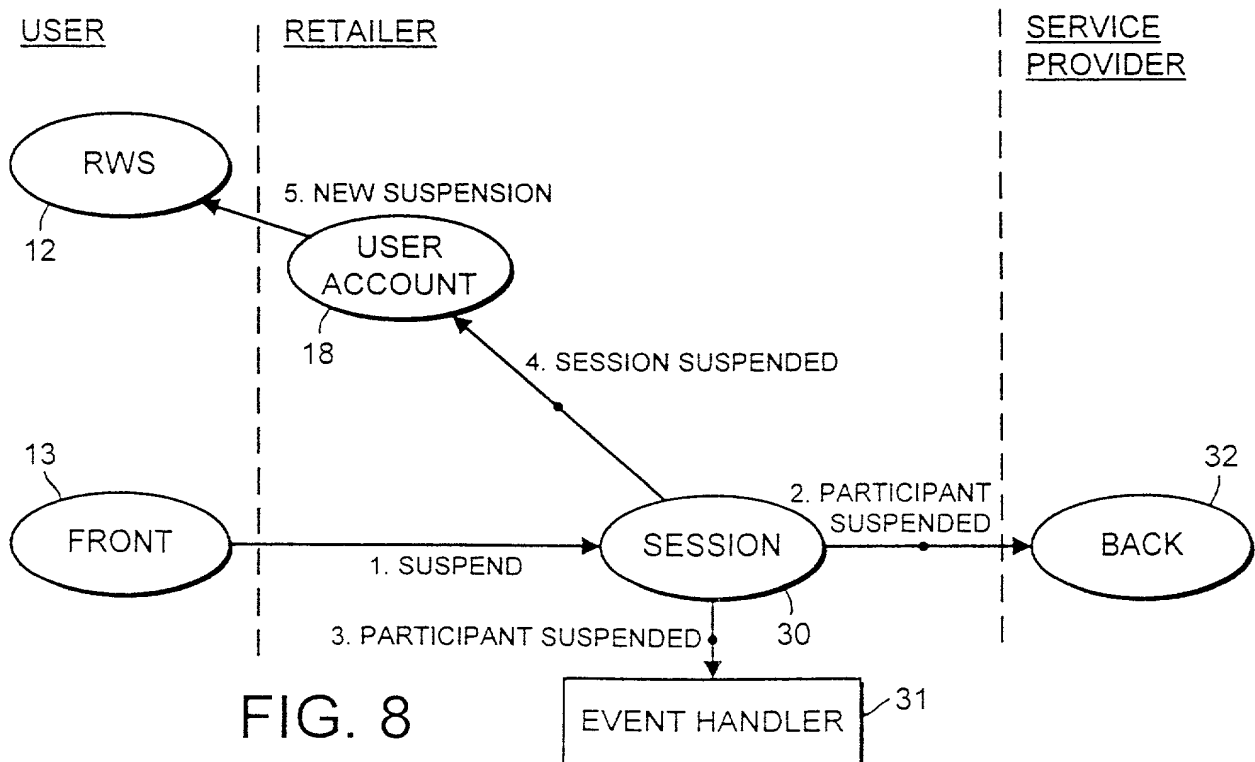 USER
RETAILER
SERVICE
PROVIDER
RWS
12
5. NEW SUSPENSION
USER
ACCOUNT
18
4. SESSION SUSPENDED
13
FRONT
1. SUSPEND
SESSION
30
2. PARTICIPANT
SUSPENDED
32
BACK
3. PARTICIPANT SUSPENDED
EVENT HANDLER
31
FIG. 8